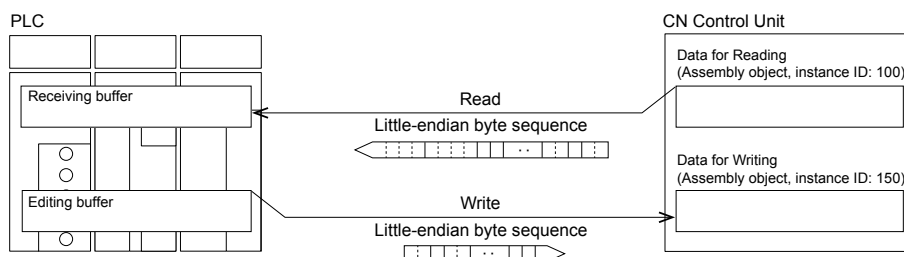 PLC
CN Control Unit
Data for Reading
(Assembly object, instance ID: 100)
Receiving buffer
Read
Little-endian byte sequence
Data for Writing
(Assembly object, instance ID: 150)
Editing buffer
Write
Little-endian byte sequence